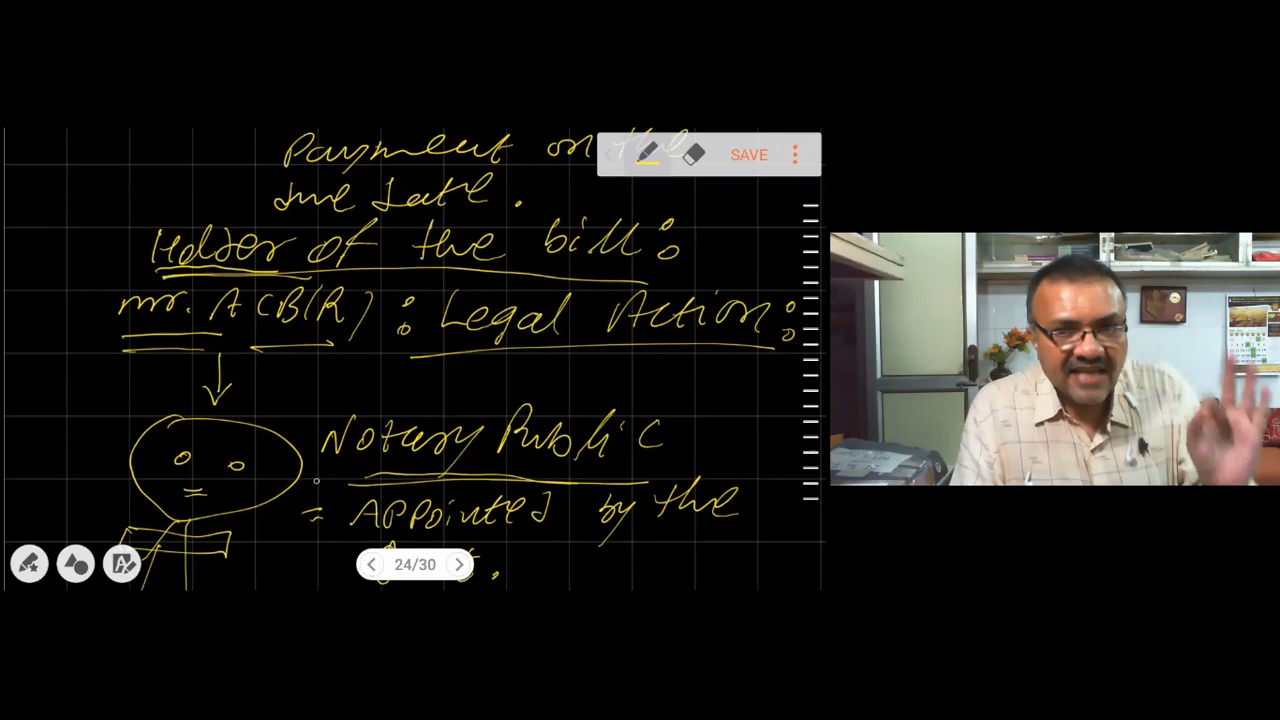 Payment on the
due date.
SAVE
Holder of the bill:
Mr. A (B/R) : Legal Action:
Notary Public
= Appointed by the
24/30